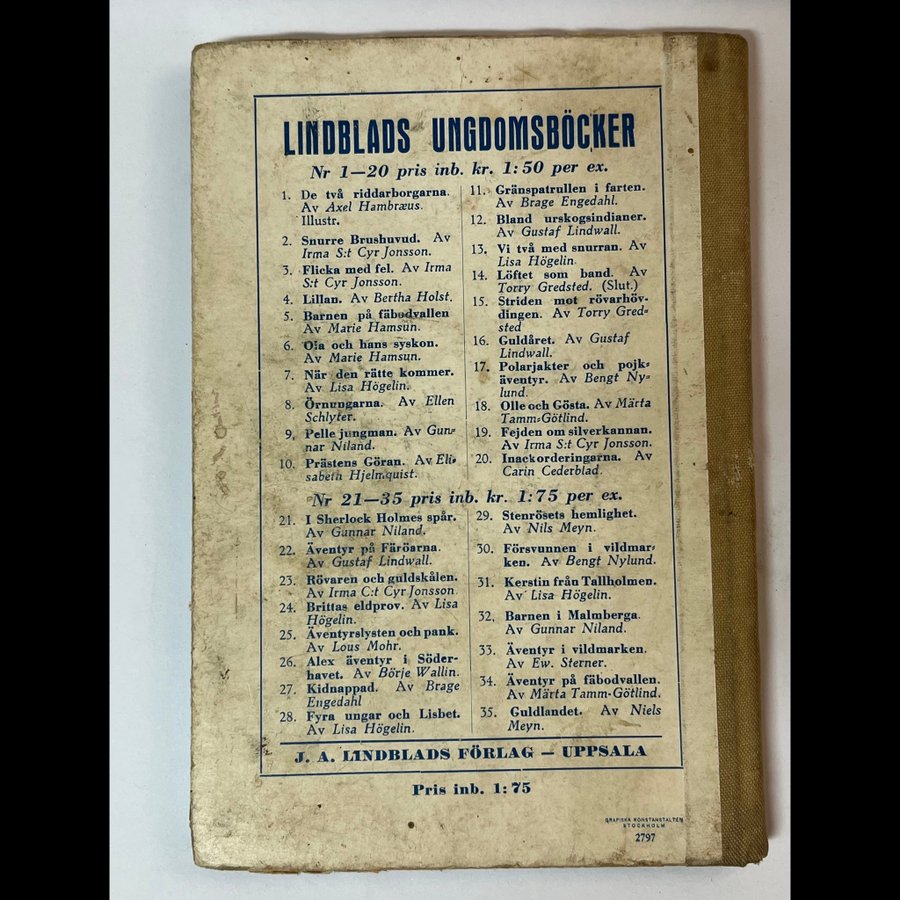 LINDBLADS UNGDOMSBÖCKER
Nr 1—20 pris inb. kr. 1:50 per ex.
1. De två riddarborgarna.
Av Axel Hambræus.
Illustr.
2. Snurre Brushuvud. Av
Irma S:t Cyr Jonsson.
3. Flicka med fel. Av Irma
S:t Cyr Jonsson.
4. Lillan. Av Bertha Holst.
5. Barnen på fäbodvallen
Av Marie Hamsun.
6. Ola och hans syskon.
Av Marie Hamsun.
7. När den rätte kommer.
Av Lisa Högelin.
8. Örnungarna. Av Ellen
Schlyter.
9. Pelle jungman. Av Gun-
nar Niland.
10. Prästens Göran. Av Eli-
sabeth Hjelmquist.
11. Gränspatrullen i farten.
Av Brage Engedahl.
12. Bland urskogsindianer.
Av Gustaf Lindwall.
13. Vi två med snurran. Av
Lisa Högelin.
14. Löftet som band. Av
Torry Gredsted. (Slut.)
15. Striden mot rövarhöv-
dingen. Av Torry Gred-
sted
16. Guldåret. Av Gustaf
Lindwall.
17. Polarjakter och pojk-
äventyr. Av Bengt Ny-
lund.
18. Olle och Gösta. Av Märta
Tamm-Götlind.
19. Fejden om silverkannan.
Av Irma S:t Cyr Jonsson.
20. Inackorderingarna. Av
Carin Cederblad.
Nr 21—35 pris inb. kr. 1:75 per ex.
21. I Sherlock Holmes spår.
Av Gunnar Niland.
22. Äventyr på Färöarna.
Av Gustaf Lindwall.
23. Rövaren och guldskålen.
Av Irma C:t Cyr Jonsson
24. Brittas eldprov. Av Lisa
Högelin.
25. Äventyrslysten och pank.
Av Lous Mohr.
26. Alex äventyr i Söder-
havet. Av Börje Wallin.
27. Kidnappad. Av Brage
Engedahl
28. Fyra ungar och Lisbet.
Av Lisa Högelin.
29. Stenrösets hemlighet.
Av Nils Meyn.
30. Försvunnen i vildmar-
ken. Av Bengt Nylund.
31. Kerstin från Tallholmen.
Av Lisa Högelin.
32. Barnen i Malmberga.
Av Gunnar Niland.
33. Äventyr i vildmarken.
Av Ew. Sterner.
34. Äventyr på fäbodvallen.
Av Märta Tamm-Götlind.
35. Guldlandet. Av Niels
Meyn.
J. A. LINDBLADS FÖRLAG — UPPSALA
Pris inb. 1:75
GRAFISKA KONSTANSTALTEN
STOCKHOLM
2797